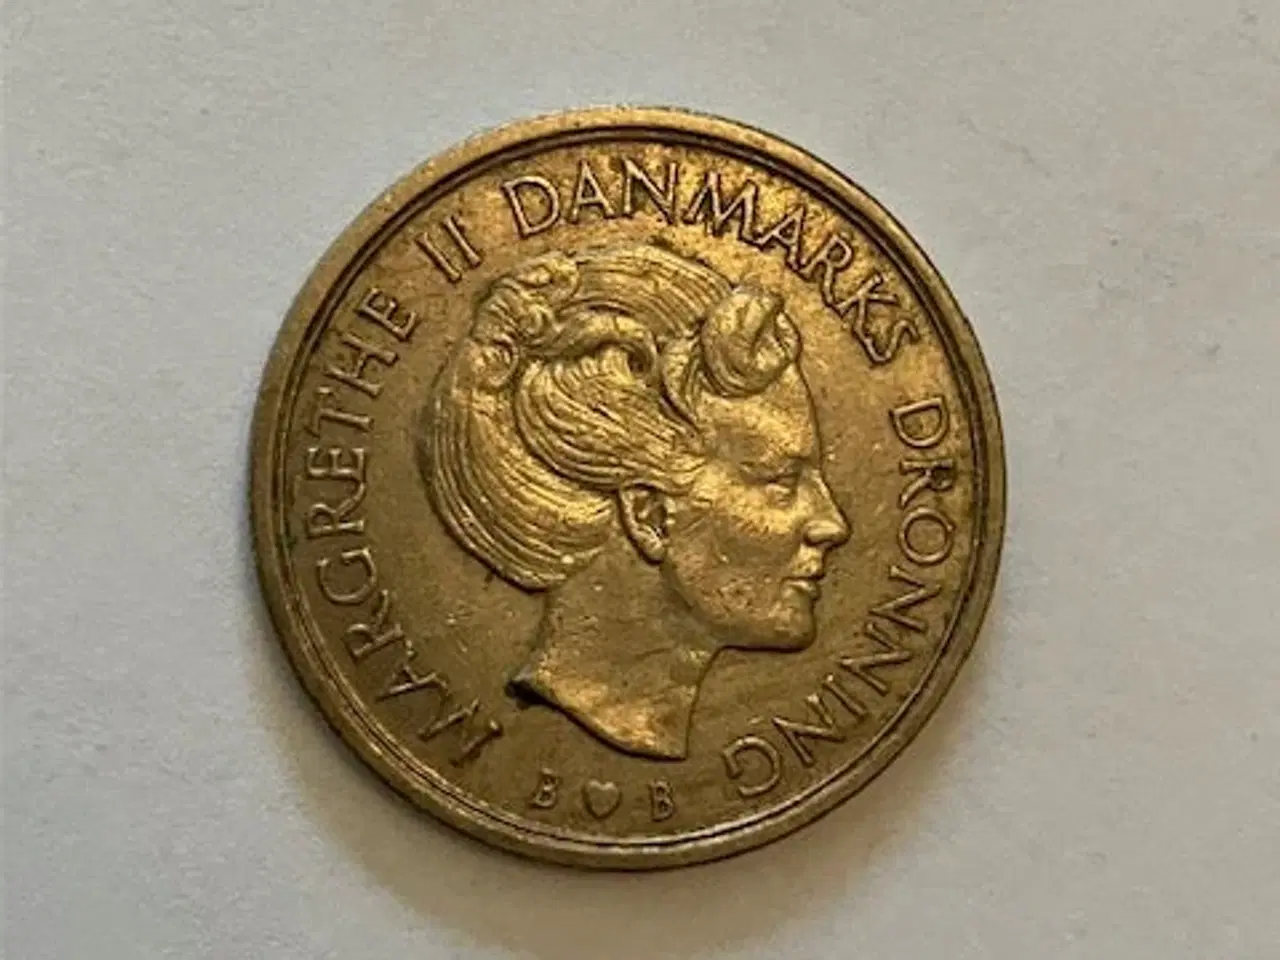 MARGRETHE II DANMARKS DRONNING
B ♥ B